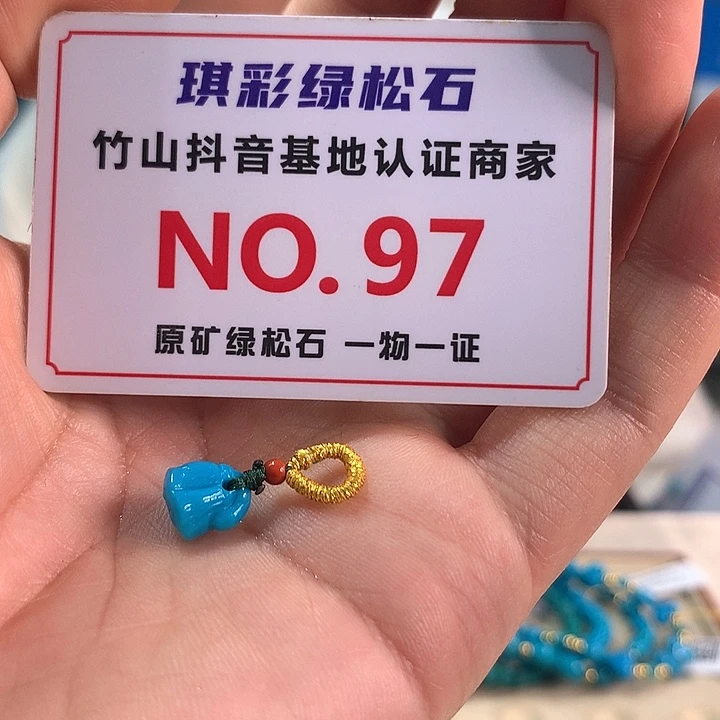 琪彩绿松石
竹山抖音基地认证商家
NO.97
原矿绿松石 一物一证